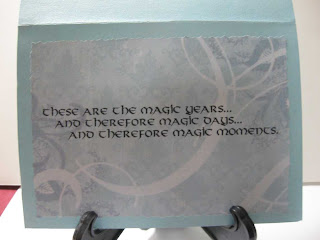 These are the magic years...
and therefore magic days...
and therefore magic moments.